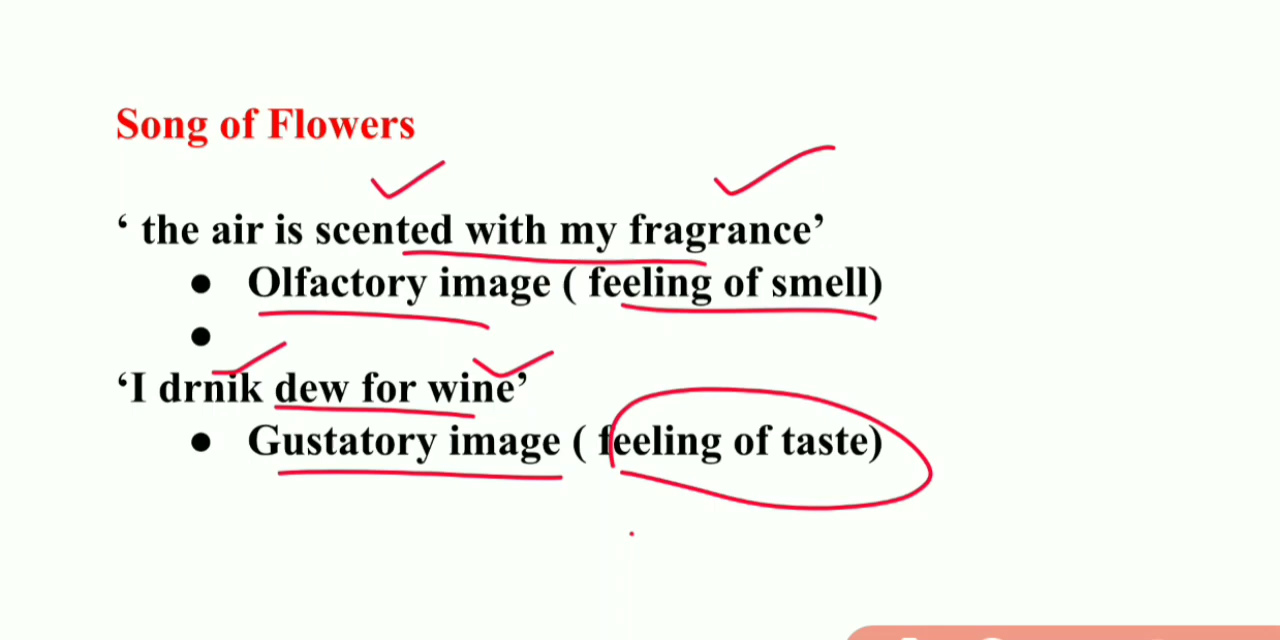 Song of Flowers
‘ the air is scented with my fragrance’
● Olfactory image ( feeling of smell)
●
‘I drnik dew for wine’
● Gustatory image ( feeling of taste)